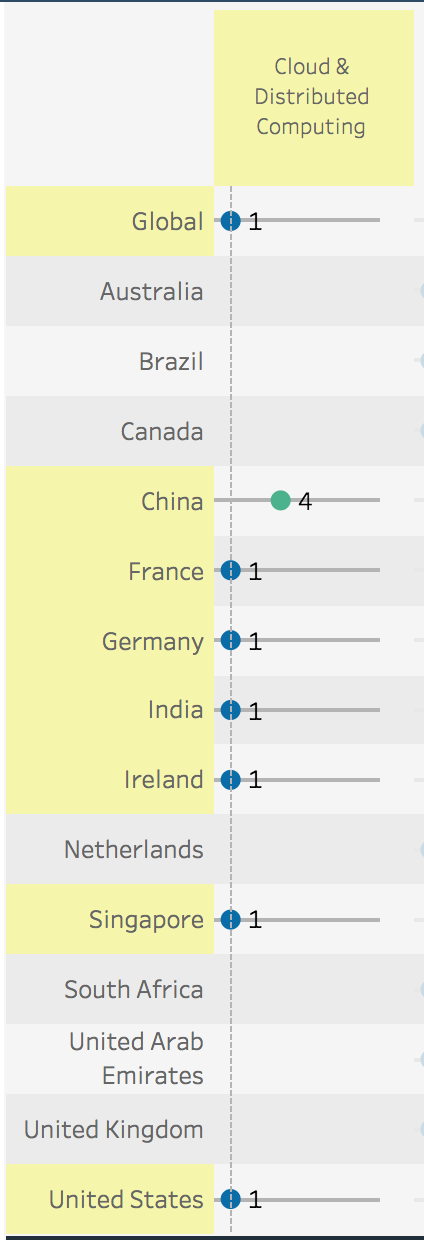 Cloud &
Distributed
Computing
Global 1
Australia
Brazil
Canada
China 4
France 1
Germany 1
India 1
Ireland 1
Netherlands
Singapore 1
South Africa
United Arab
Emirates
United Kingdom
United States 1